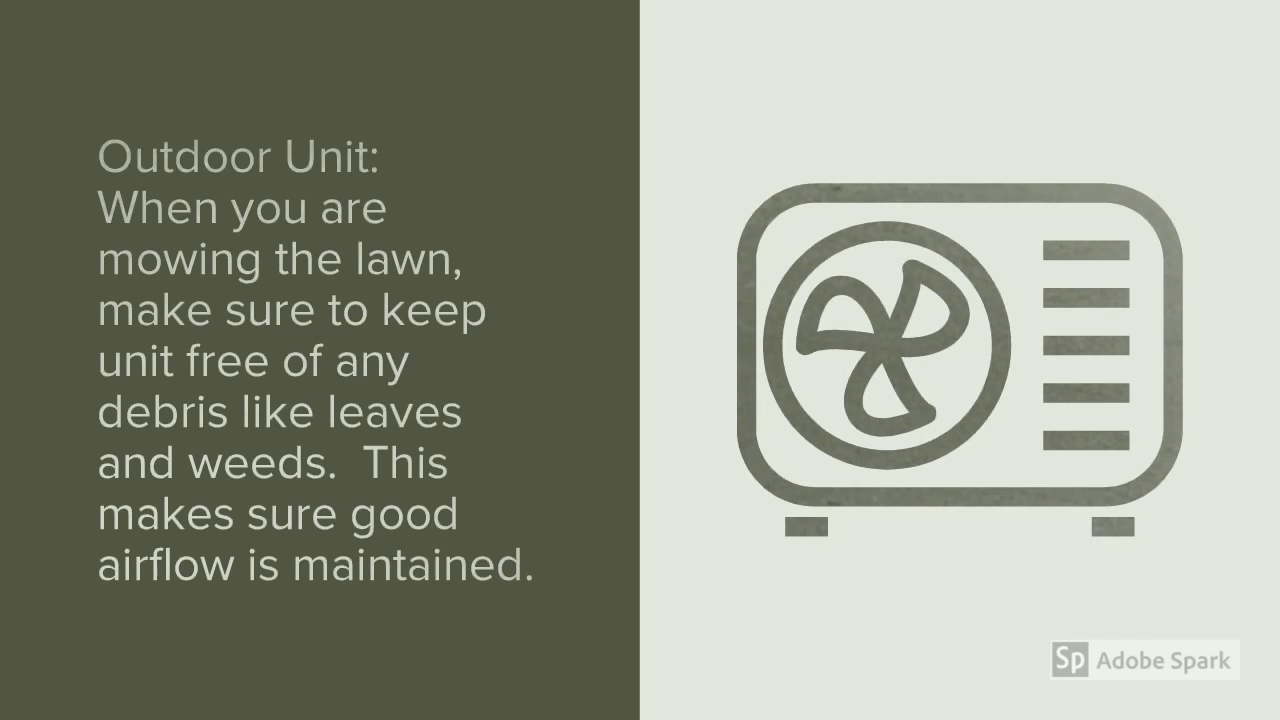 Outdoor Unit:
When you are
mowing the lawn,
make sure to keep
unit free of any
debris like leaves
and weeds.  This
makes sure good
airflow is maintained.
Sp Adobe Spark